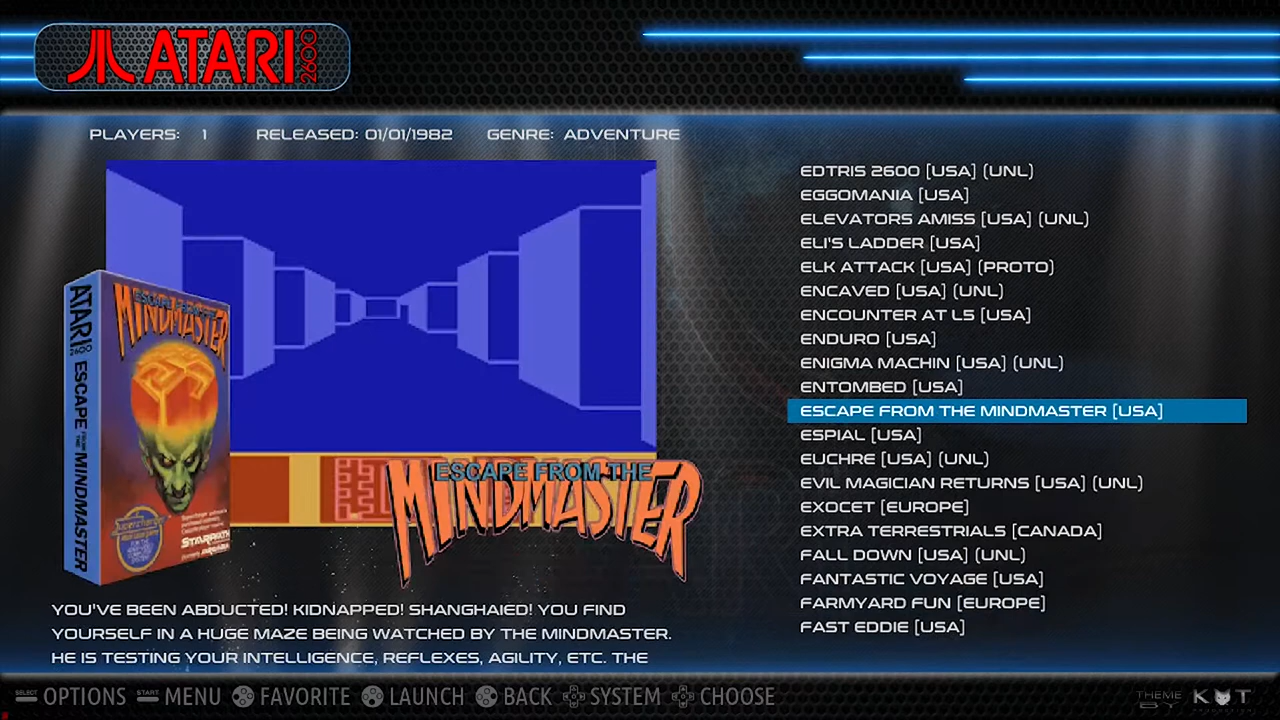 ATARI 2600
PLAYERS: 1 RELEASED: 01/01/1982 GENRE: ADVENTURE
EDTRIS 2600 [USA] (UNL)
EGGOMANIA [USA]
ELEVATORS AMISS [USA] (UNL)
ELI'S LADDER [USA]
ELK ATTACK [USA] (PROTO)
ENCAVED [USA] (UNL)
ENCOUNTER AT L5 [USA]
ENDURO [USA]
ENIGMA MACHIN [USA] (UNL)
ENTOMBED [USA]
ESCAPE FROM THE MINDMASTER [USA]
ESPIAL [USA]
EUCHRE [USA] (UNL)
EVIL MAGICIAN RETURNS [USA] (UNL)
EXOCET [EUROPE]
EXTRA TERRESTRIALS [CANADA]
FALL DOWN [USA] (UNL)
FANTASTIC VOYAGE [USA]
FARMYARD FUN [EUROPE]
FAST EDDIE [USA]
ATARI 2600 ESCAPE FROM THE MINDMASTER
ESCAPE FROM THE
MINDMASTER
Supercharger
STARPATH
ESCAPE FROM THE
MINDMASTER
YOU'VE BEEN ABDUCTED! KIDNAPPED! SHANGHAIED! YOU FIND
YOURSELF IN A HUGE MAZE BEING WATCHED BY THE MINDMASTER.
HE IS TESTING YOUR INTELLIGENCE, REFLEXES, AGILITY, ETC. THE
SELECT OPTIONS START MENU FAVORITE LAUNCH BACK SYSTEM CHOOSE
THEME
BY